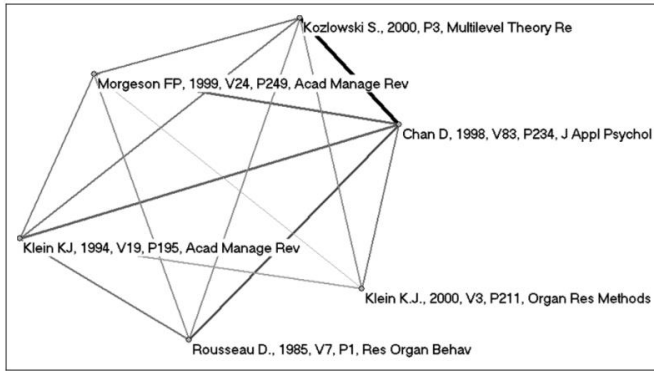 Kozlowski S., 2000, P3, Multilevel Theory Re
Morgeson FP, 1999, V24, P249, Acad Manage Rev
Chan D, 1998, V83, P234, J Appl Psychol
Klein KJ, 1994, V19, P195, Acad Manage Rev
Klein K.J., 2000, V3, P211, Organ Res Methods
Rousseau D., 1985, V7, P1, Res Organ Behav